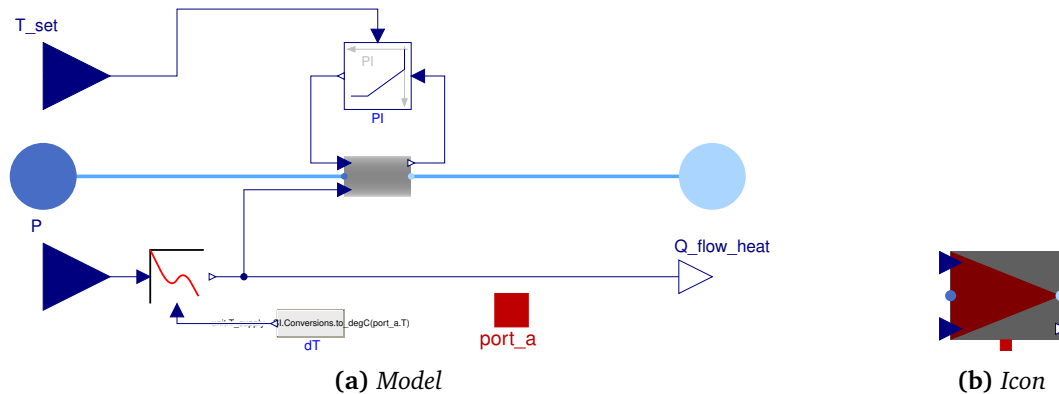 T_set
PI
PI
P
Q_flow_heat
I.Conversions.to_degC(port_a.T)
dT
port_a
(a) Model
(b) Icon